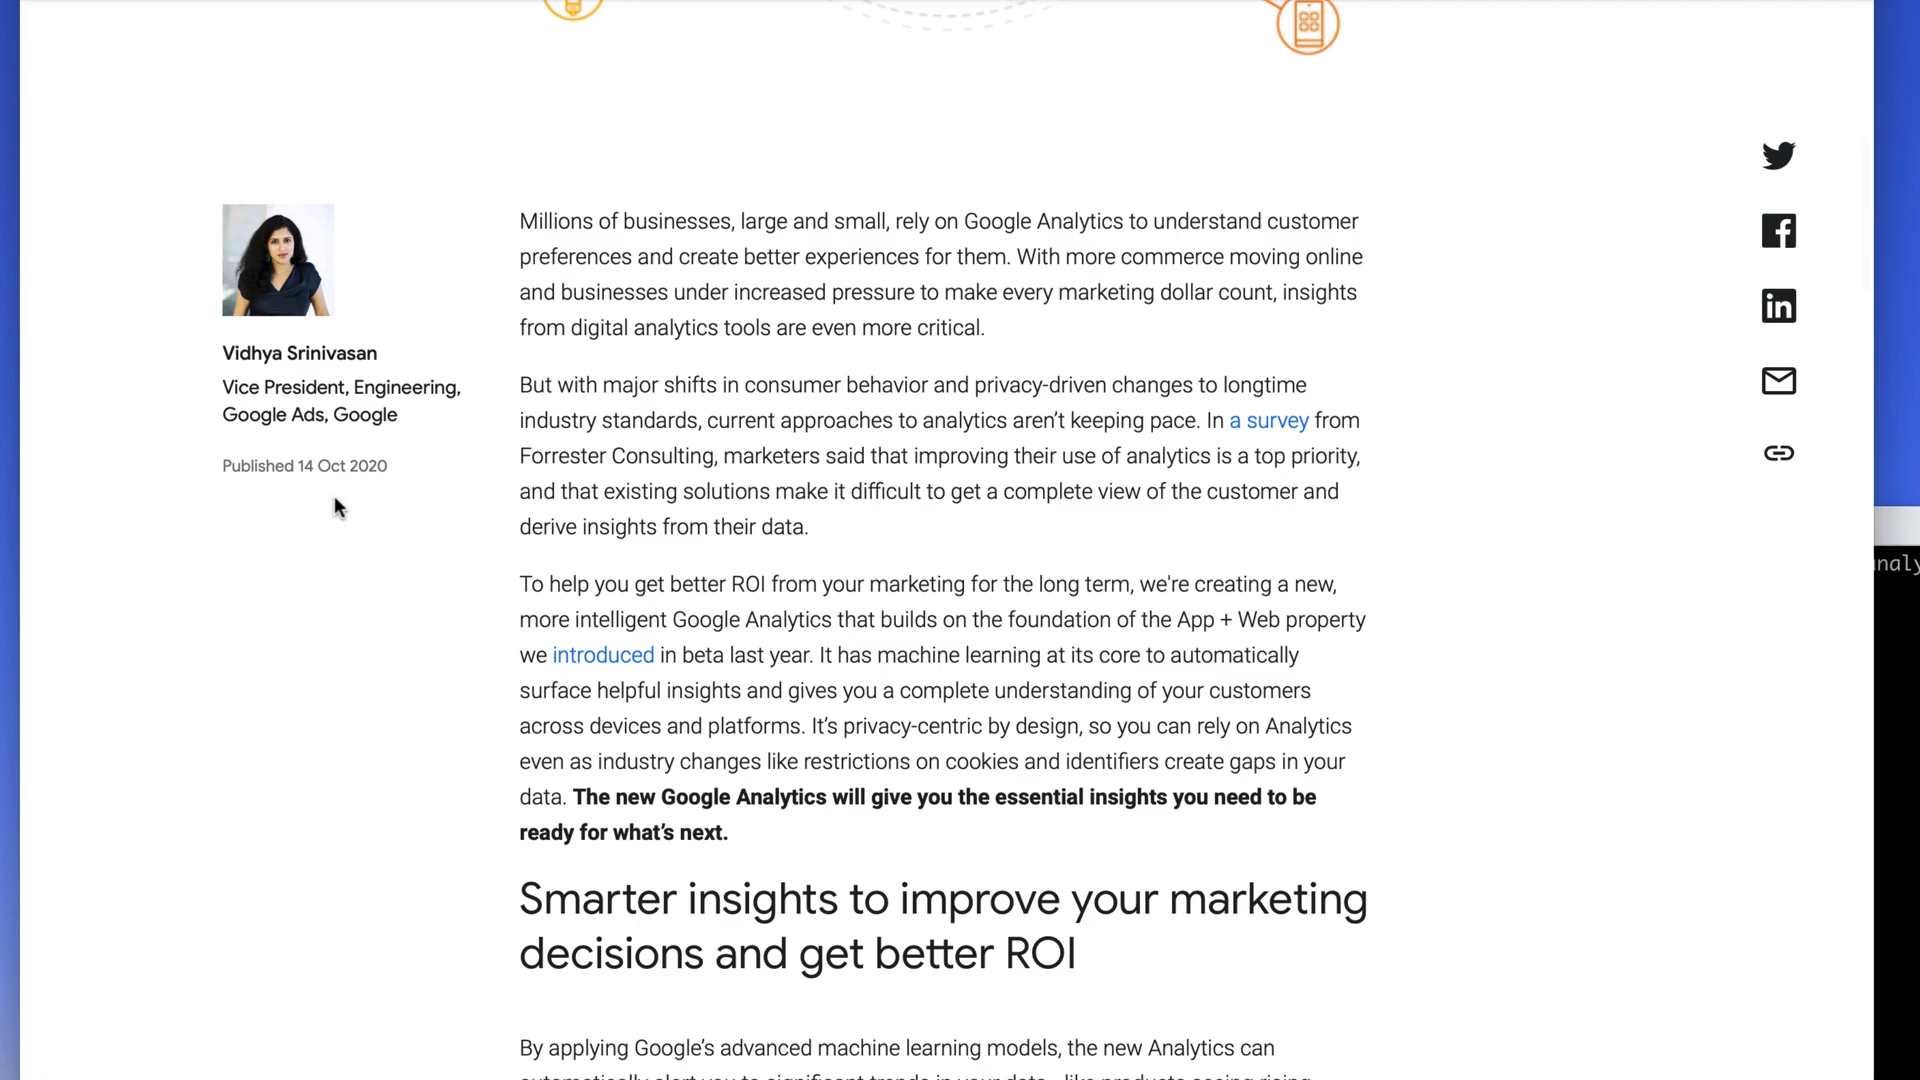 Vidhya Srinivasan
Vice President, Engineering,
Google Ads, Google
Published 14 Oct 2020
Millions of businesses, large and small, rely on Google Analytics to understand customer
preferences and create better experiences for them. With more commerce moving online
and businesses under increased pressure to make every marketing dollar count, insights
from digital analytics tools are even more critical.
But with major shifts in consumer behavior and privacy-driven changes to longtime
industry standards, current approaches to analytics aren’t keeping pace. In a survey from
Forrester Consulting, marketers said that improving their use of analytics is a top priority,
and that existing solutions make it difficult to get a complete view of the customer and
derive insights from their data.
To help you get better ROI from your marketing for the long term, we're creating a new,
more intelligent Google Analytics that builds on the foundation of the App + Web property
we introduced in beta last year. It has machine learning at its core to automatically
surface helpful insights and gives you a complete understanding of your customers
across devices and platforms. It’s privacy-centric by design, so you can rely on Analytics
even as industry changes like restrictions on cookies and identifiers create gaps in your
data. The new Google Analytics will give you the essential insights you need to be
ready for what’s next.
Smarter insights to improve your marketing
decisions and get better ROI
By applying Google’s advanced machine learning models, the new Analytics can